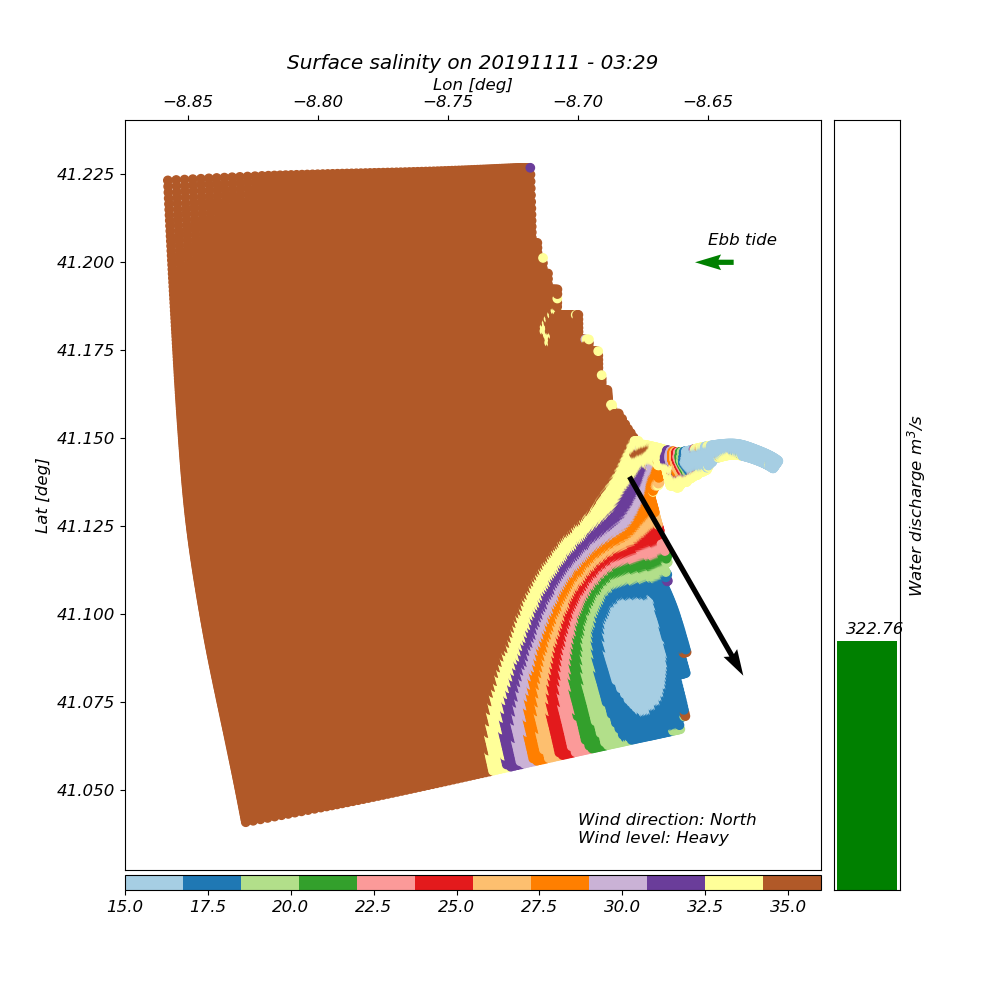 Surface salinity on 20191111 - 03:29
Lon [deg]
−8.85 −8.80 −8.75 −8.70 −8.65
41.225
41.200
41.175
41.150
41.125
41.100
41.075
41.050
Lat [deg]
Ebb tide
Wind direction: North
Wind level: Heavy
322.76
Water discharge m³/s
15.0 17.5 20.0 22.5 25.0 27.5 30.0 32.5 35.0